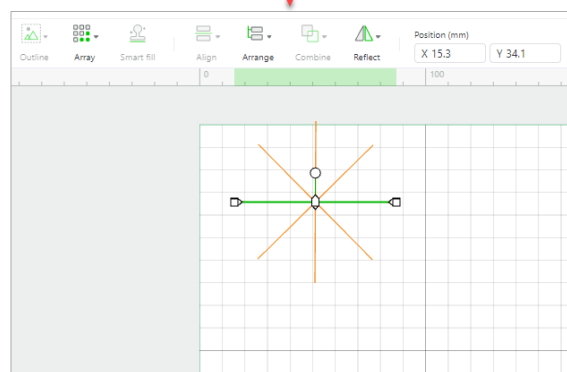 Position (mm)
Outline Array Smart fill Align Arrange Combine Reflect X 15.3 Y 34.1
0 100